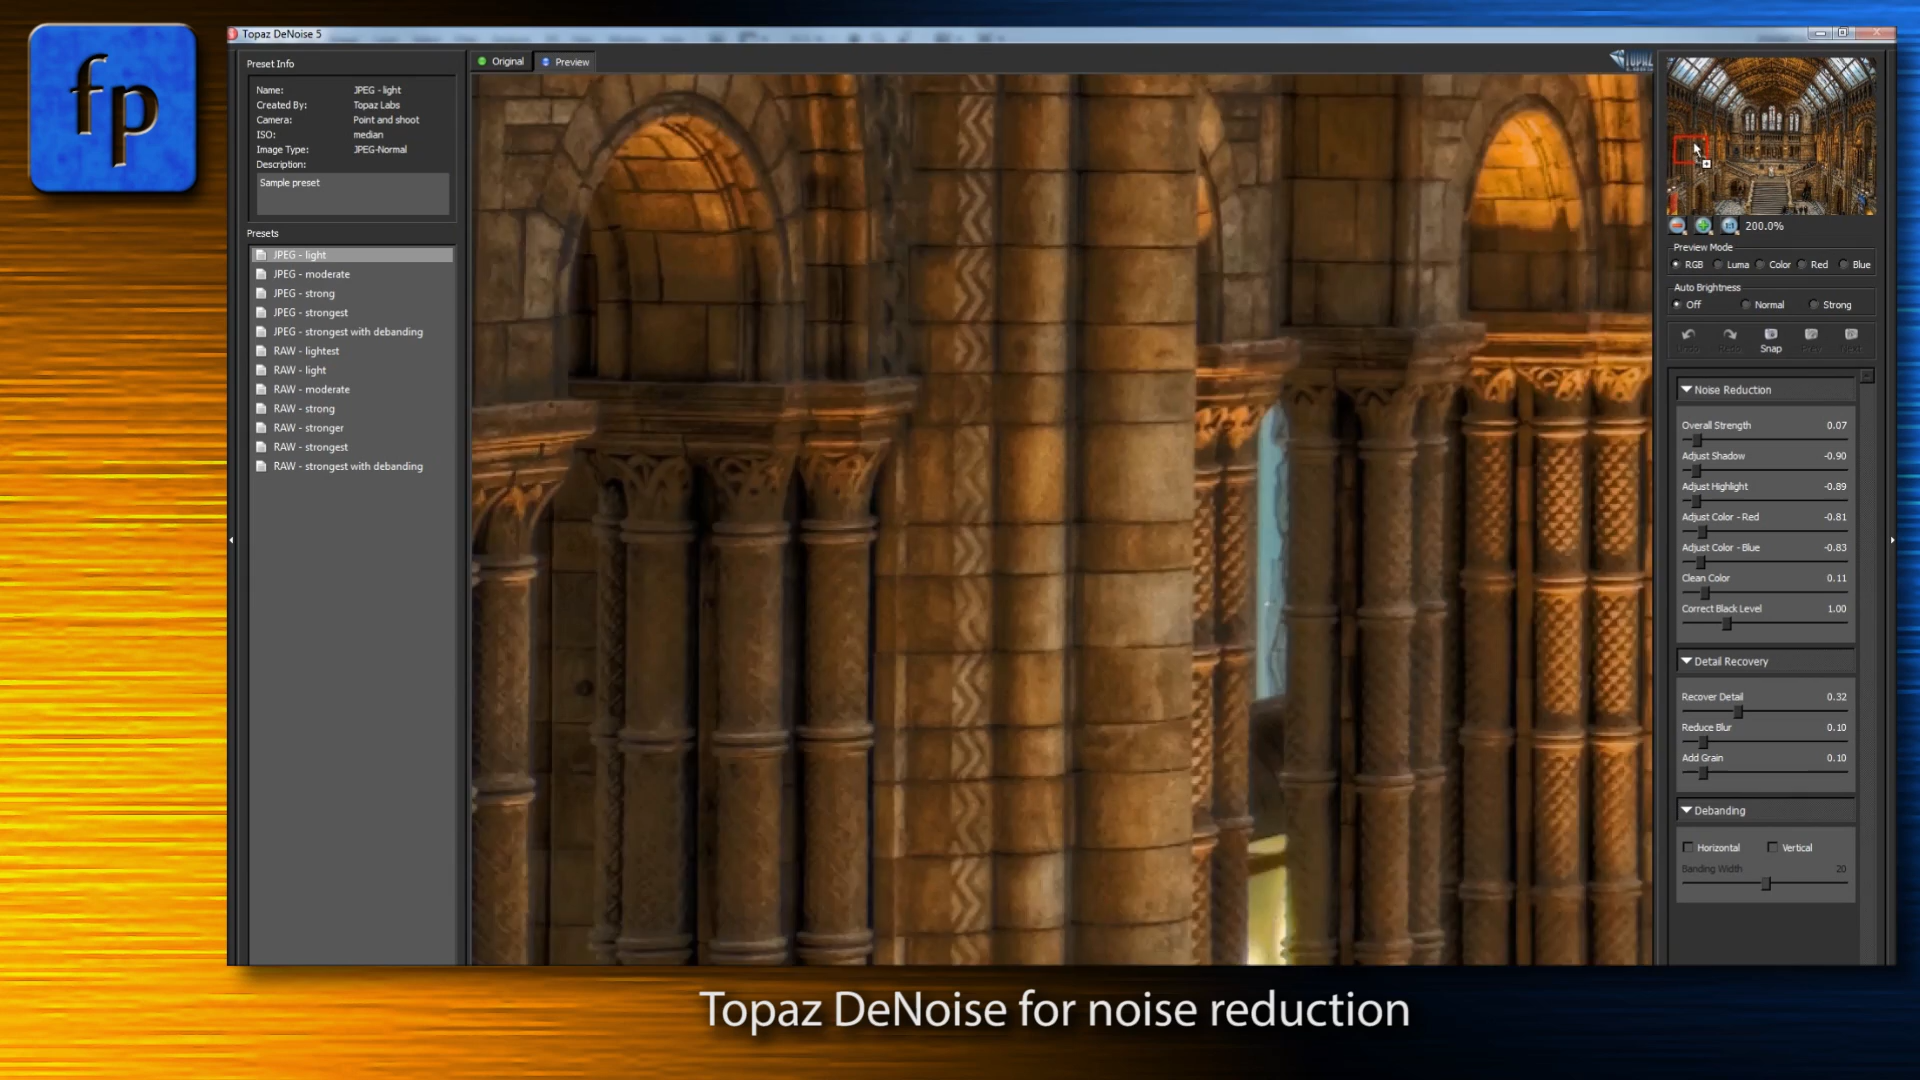 fp
Topaz DeNoise 5
Preset Info
Name: JPEG - light
Created By: Topaz Labs
Camera: Point and shoot
ISO: median
Image Type: JPEG-Normal
Description:
Sample preset
Presets
JPEG - light
JPEG - moderate
JPEG - strong
JPEG - strongest
JPEG - strongest with debanding
RAW - lightest
RAW - light
RAW - moderate
RAW - strong
RAW - stronger
RAW - strongest
RAW - strongest with debanding
Original Preview
TOPAZ
200.0%
Preview Mode
RGB Luma Color Red Blue
Auto Brightness
Off Normal Strong
Undo Redo Snap Prev Next
Noise Reduction
Overall Strength 0.07
Adjust Shadow -0.90
Adjust Highlight -0.89
Adjust Color - Red -0.81
Adjust Color - Blue -0.83
Clean Color 0.11
Correct Black Level 1.00
Detail Recovery
Recover Detail 0.32
Reduce Blur 0.10
Add Grain 0.10
Debanding
Horizontal Vertical
Banding Width 20
Topaz DeNoise for noise reduction